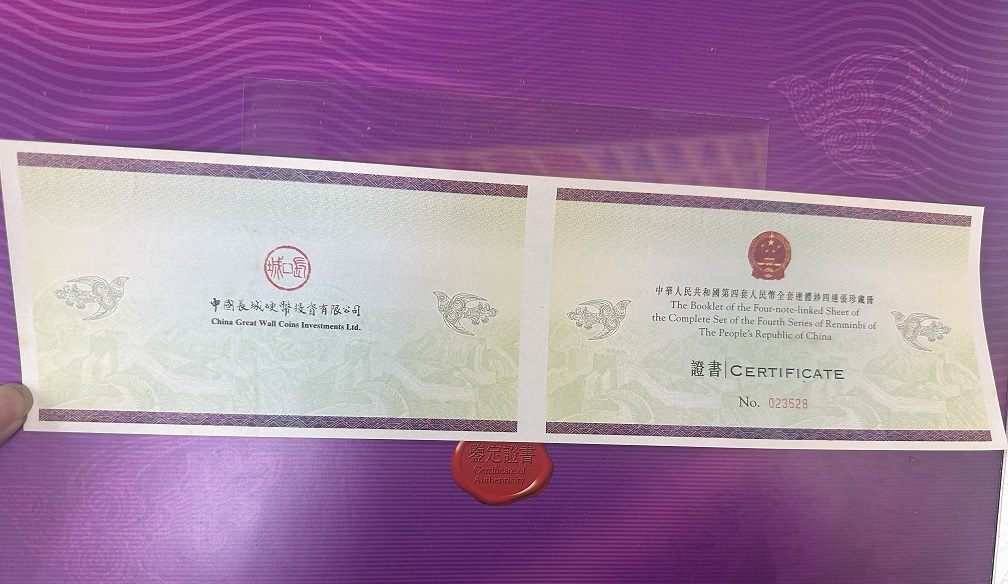 長城
中國長城硬幣投資有限公司
China Great Wall Coins Investments Ltd.
中華人民共和國第四套人民幣全套連體鈔四連張珍藏冊
The Booklet of the Four-note-linked Sheet of
the Complete Set of the Fourth Series of Renminbi of
The People's Republic of China
證書|CERTIFICATE
No. 023528
鑒定證書
Certificate of
Authenticity